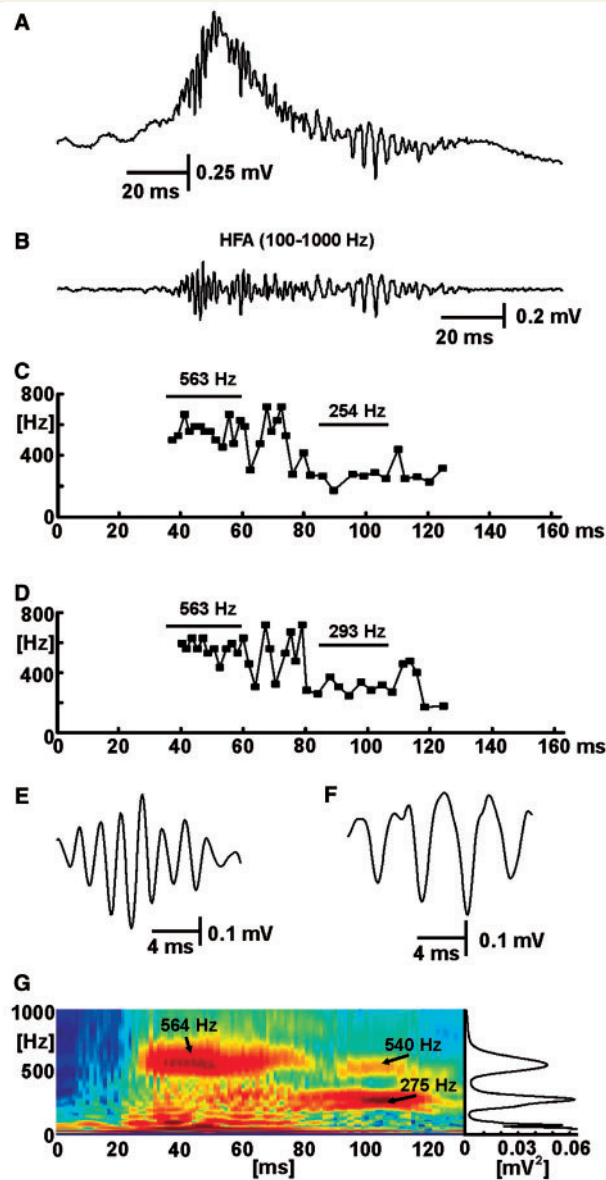 A
0.25 mV
20 ms
B
HFA (100-1000 Hz)
0.2 mV
20 ms
C
800
[Hz]
400
0
563 Hz
254 Hz
0 20 40 60 80 100 120 140 160 ms
D
800
[Hz]
400
0
563 Hz
293 Hz
0 20 40 60 80 100 120 140 160 ms
E
0.1 mV
4 ms
F
0.1 mV
4 ms
G
1000
[Hz]
500
0
564 Hz
540 Hz
275 Hz
0 20 40 60 80 100 120
[ms]
0.03 0.06
[mV²]